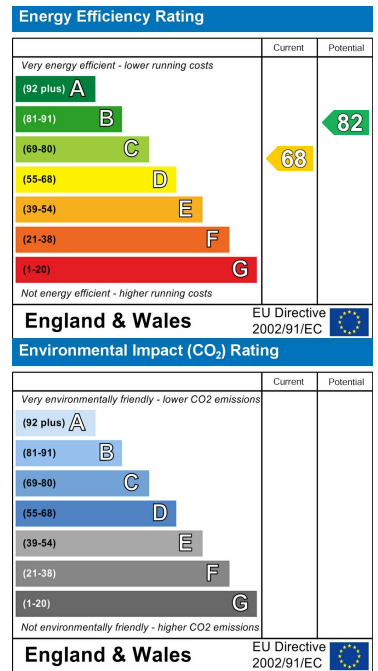 Energy Efficiency Rating
Current Potential
Very energy efficient - lower running costs
(92 plus) A
(81-91) B
82
(69-80) C
68
(55-68) D
(39-54) E
(21-38) F
(1-20) G
Not energy efficient - higher running costs
England & Wales
EU Directive
2002/91/EC
Environmental Impact (CO₂) Rating
Current Potential
Very environmentally friendly - lower CO2 emissions
(92 plus) A
(81-91) B
(69-80) C
(55-68) D
(39-54) E
(21-38) F
(1-20) G
Not environmentally friendly - higher CO2 emissions
England & Wales
EU Directive
2002/91/EC